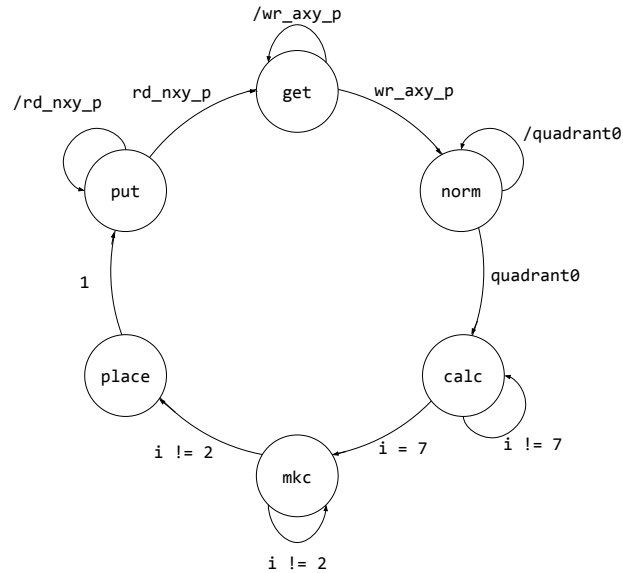 /wr_axy_p
get
rd_nxy_p
wr_axy_p
/rd_nxy_p
/quadrant0
put
norm
1
quadrant0
place
calc
i != 2
i = 7
i != 7
mkc
i != 2